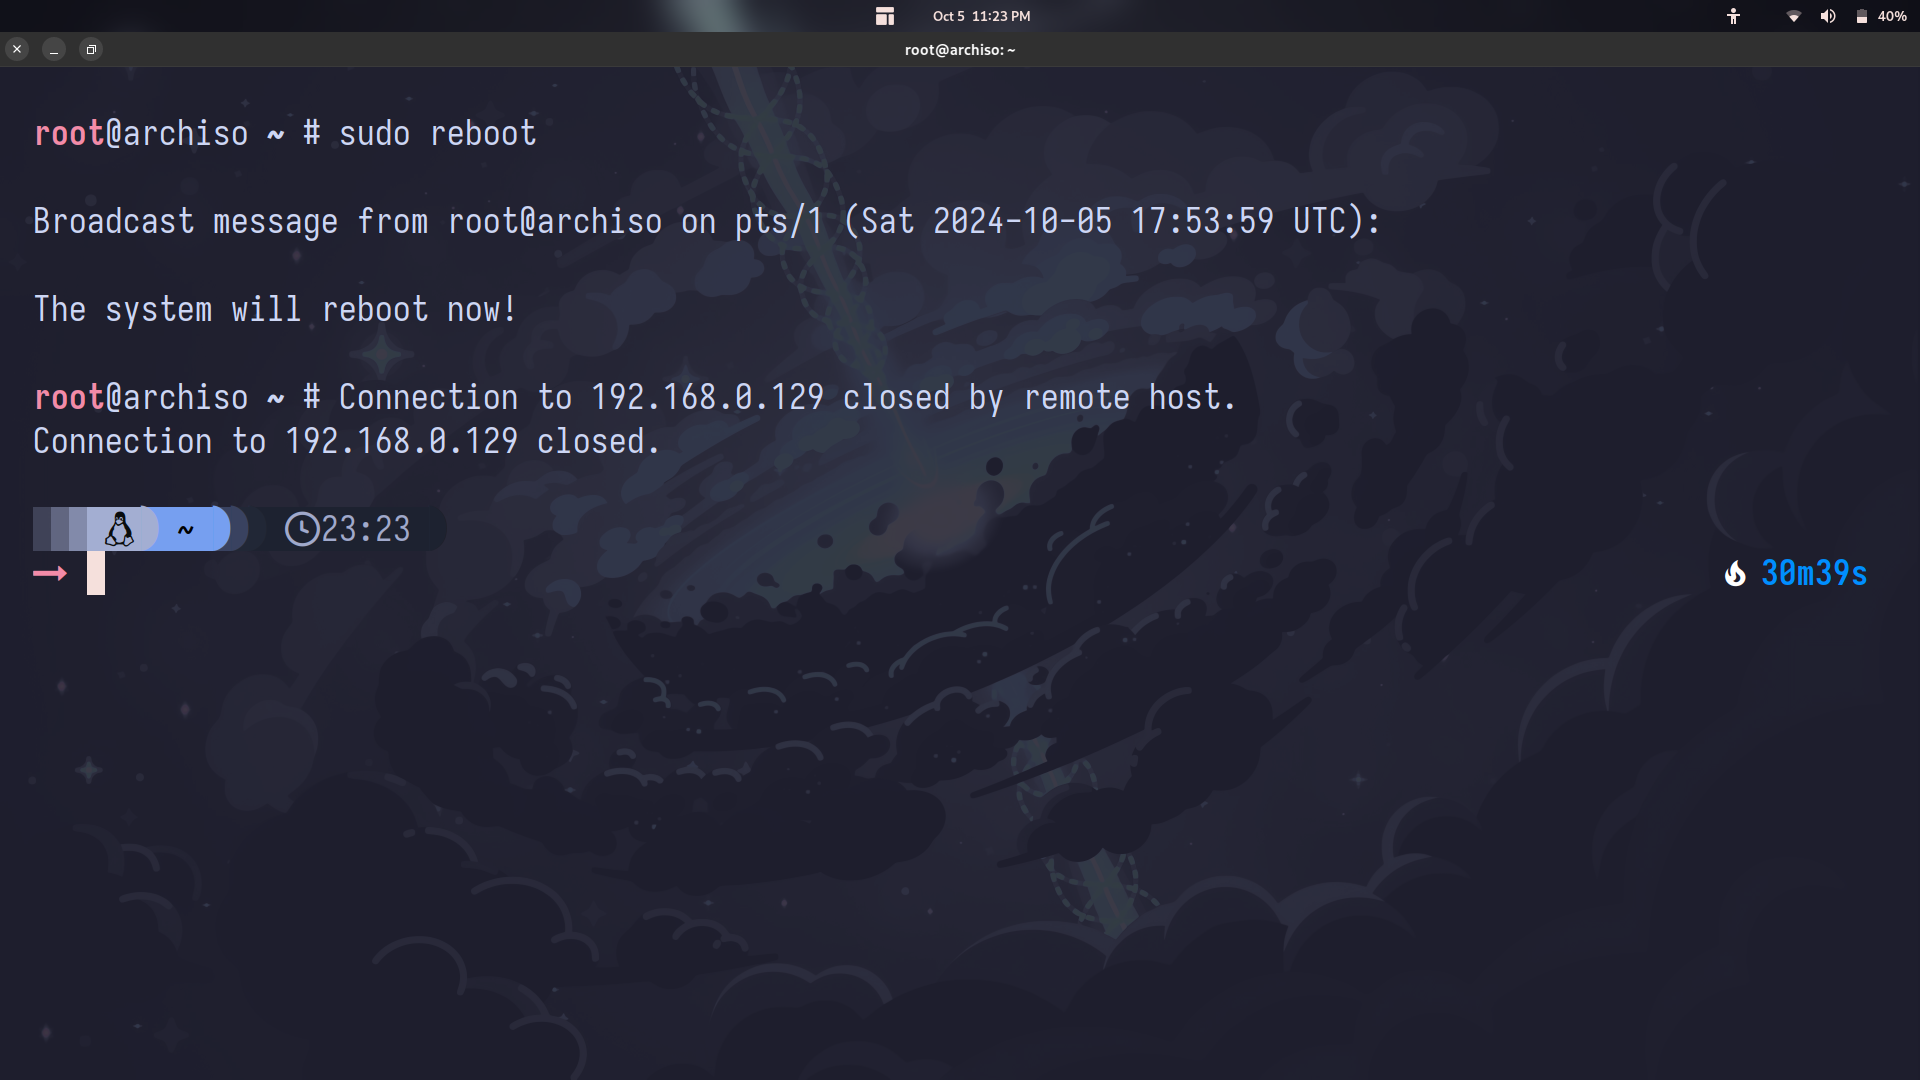 Oct 5 11:23 PM
40%
root@archiso: ~
root@archiso ~ # sudo reboot
Broadcast message from root@archiso on pts/1 (Sat 2024-10-05 17:53:59 UTC):
The system will reboot now!
root@archiso ~ # Connection to 192.168.0.129 closed by remote host.
Connection to 192.168.0.129 closed.
~ 23:23
30m39s